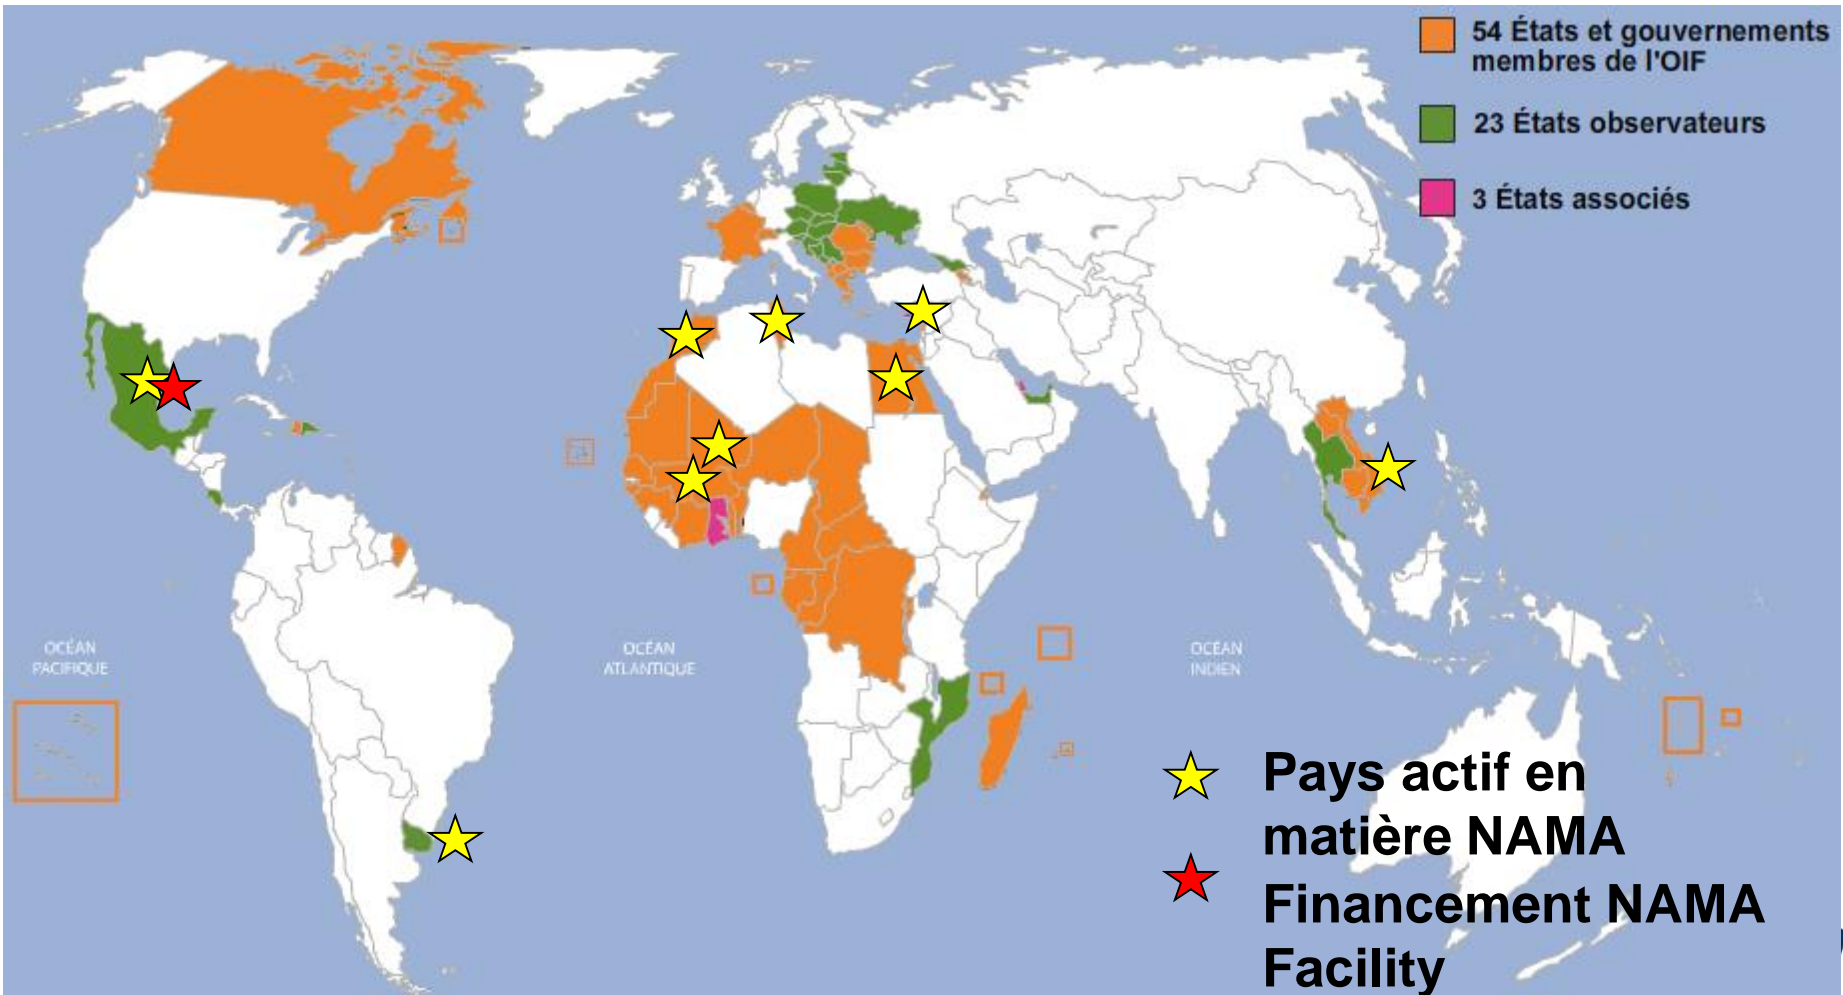 54 États et gouvernements
membres de l'OIF
23 États observateurs
3 États associés
OCÉAN
PACIFIQUE
OCÉAN
ATLANTIQUE
OCÉAN
INDIEN
Pays actif en
matière NAMA
Financement NAMA
Facility